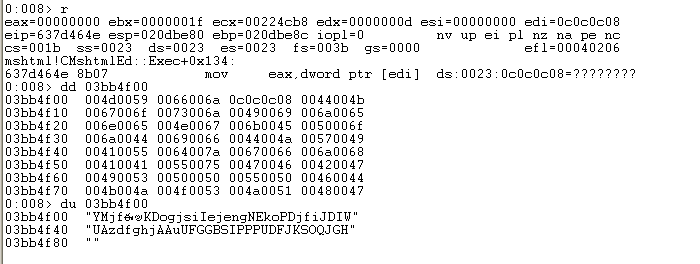 0:008> r
eax=00000000 ebx=0000001f ecx=00224cb8 edx=0000000d esi=00000000 edi=0c0c0c08
eip=637d464e esp=020dbe80 ebp=020dbe8c iopl=0 nv up ei pl nz na pe nc
cs=001b ss=0023 ds=0023 es=0023 fs=003b gs=0000 efl=00040206
mshtml!CMshtmlEd::Exec+0x134:
637d464e 8b07 mov eax,dword ptr [edi] ds:0023:0c0c0c08=????????
0:008> dd 03bb4f00
03bb4f00 004d0059 0066006a 0c0c0c08 0044004b
03bb4f10 0067006f 0073006a 00490069 006a0065
03bb4f20 006e0065 004e0067 006b0045 0050006f
03bb4f30 006a0044 00690066 0044004a 00570049
03bb4f40 00410055 0064007a 00670066 006a0068
03bb4f50 00410041 00550075 00470046 00420047
03bb4f60 00490053 00500050 00550050 00460044
03bb4f70 004b004a 004f0053 004a0051 00480047
0:008> du 03bb4f00
03bb4f00 "YMjfKDogjsiIejengNEkoPDjfiJDIW"
03bb4f40 "UAzdfghjAAuUFGGBSIPPPUDFJKSOQJGH"
03bb4f80 ""